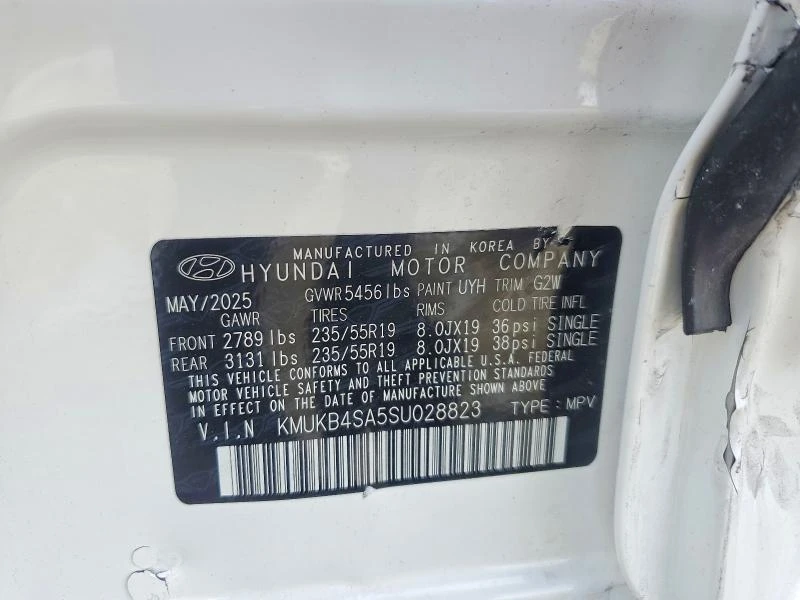 MANUFACTURED IN KOREA BY
HYUNDAI MOTOR COMPANY
MAY/2025 GVWR 5456 lbs PAINT UYH TRIM G2W
GAWR TIRES RIMS COLD TIRE INFL
FRONT 2789 lbs 235/55R19 8.0JX19 36psi SINGLE
REAR 3131 lbs 235/55R19 8.0JX19 38psi SINGLE
THIS VEHICLE CONFORMS TO ALL APPLICABLE U.S.A. FEDERAL
MOTOR VEHICLE SAFETY AND THEFT PREVENTION STANDARDS
IN EFFECT ON THE DATE OF MANUFACTURE SHOWN ABOVE
V.I.N KMUKB4SA5SU028823 TYPE : MPV